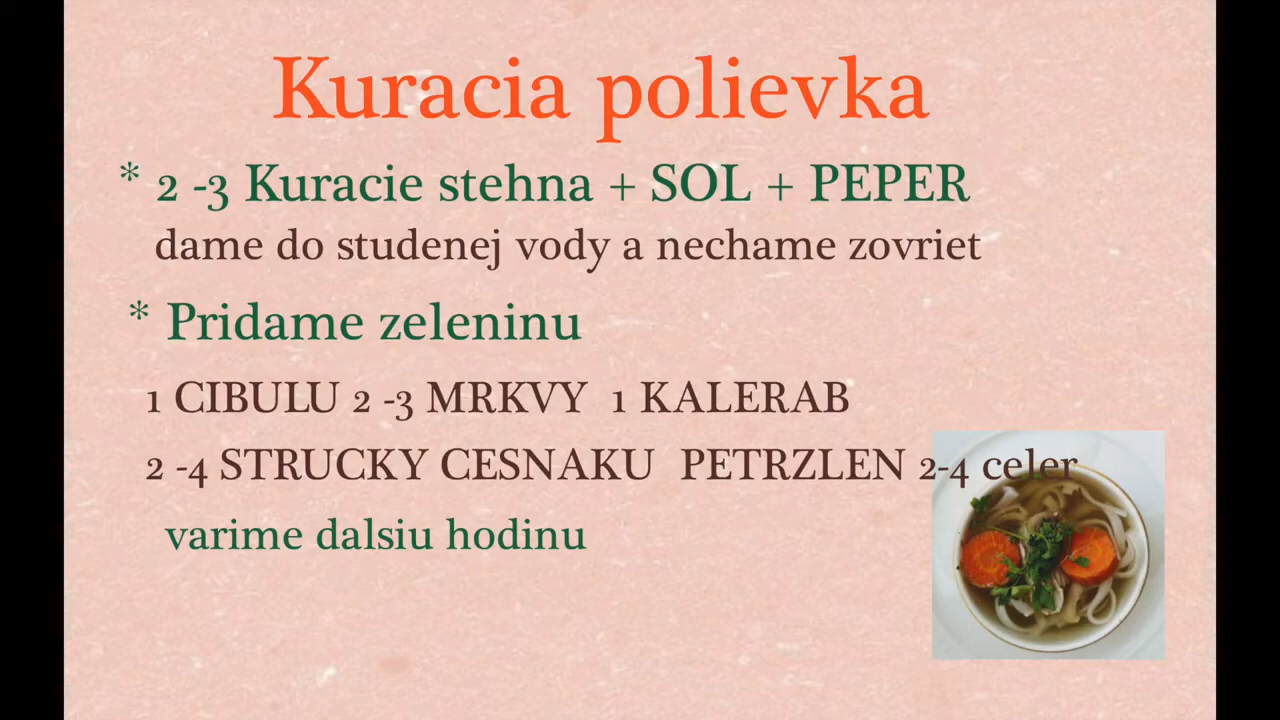 Kuracia polievka
* 2 -3 Kuracie stehna + SOL + PEPER
dame do studenej vody a nechame zovriet
* Pridame zeleninu
1 CIBULU 2 -3 MRKVY 1 KALERAB
2 -4 STRUCKY CESNAKU PETRZLEN 2-4 celer
varime dalsiu hodinu